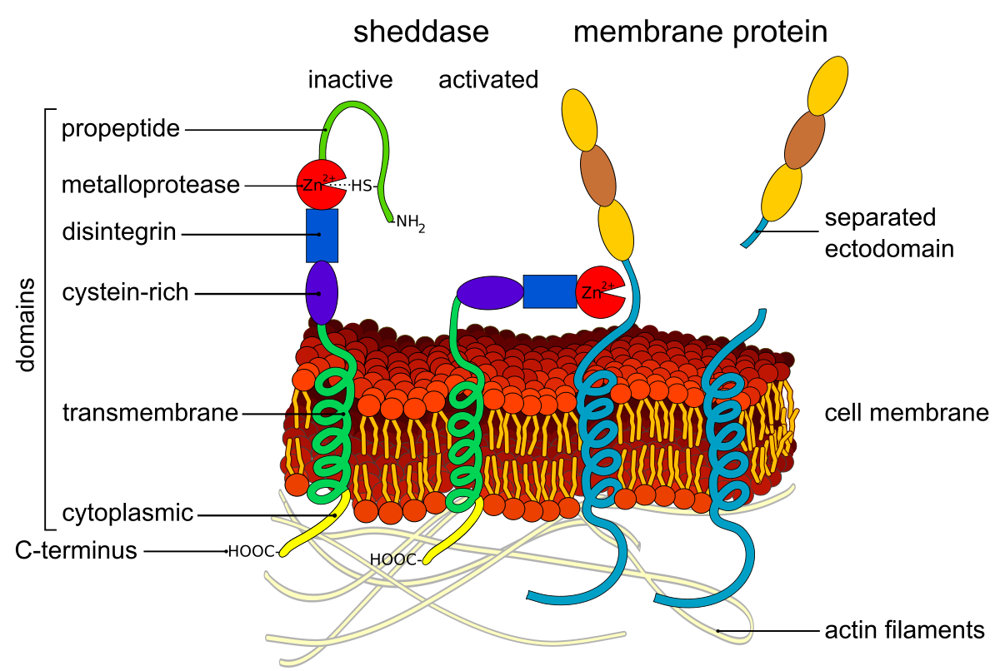 sheddase
membrane protein
inactive
activated
propeptide
metalloprotease
Zn2+
HS
disintegrin
NH2
separated
ectodomain
cystein-rich
Zn2+
domains
transmembrane
cell membrane
cytoplasmic
C-terminus
HOOC-
HOOC-
actin filaments